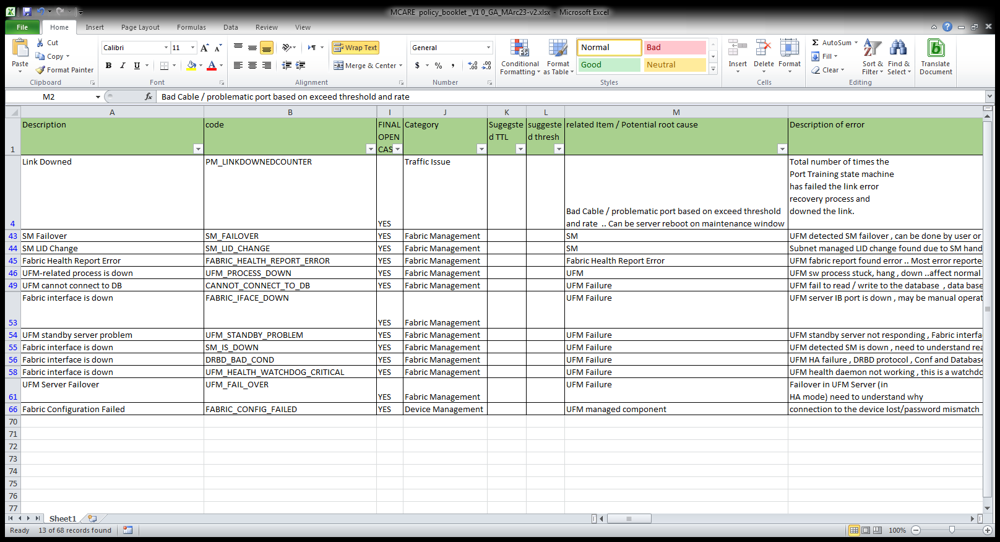 MCARE policy_booklet _V1 0_GA_MArc23-v2.xlsx - Microsoft Excel
File Home Insert Page Layout Formulas Data Review View
Paste Cut Copy Format Painter
Calibri 11 B I U
Wrap Text
Merge & Center
General
$ % ,
Conditional Formatting Format as Table
Normal Bad
Good Neutral
Insert Delete Format
AutoSum Fill Clear
Sort & Filter Find & Select
Translate Document
Clipboard Font Alignment Number Styles Cells Editing
M2 fx Bad Cable / problematic port based on exceed threshold and rate
A B I J K L M
1 Description code FINAL OPEN CAS Category Sugegste d TTL suggeste d thresh related Item / Potential root cause Description of error
4 Link Downed PM_LINKDOWNEDCOUNTER YES Traffic Issue Bad Cable / problematic port based on exceed threshold and rate .. Can be server reboot on maintenance window Total number of times the Port Training state machine has failed the link error recovery process and downed the link.
43 SM Failover SM_FAILOVER YES Fabric Management SM UFM detected SM failover , can be done by user or
44 SM LID Change SM_LID_CHANGE YES Fabric Management SM Subnet managed LID change found due to SM hand
45 Fabric Health Report Error FABRIC_HEALTH_REPORT_ERROR YES Fabric Management Fabric Health Report Error UFM fabric report found error .. Most error reporte
46 UFM-related process is down UFM_PROCESS_DOWN YES Fabric Management UFM UFM sw process stuck, hang , down ..affect normal
49 UFM cannot connect to DB CANNOT_CONNECT_TO_DB YES Fabric Management UFM Failure UFM fail to read / write to the database , data base
53 Fabric interface is down FABRIC_IFACE_DOWN YES Fabric Management UFM Failure UFM server IB port is down , may be manual operat
54 UFM standby server problem UFM_STANDBY_PROBLEM YES Fabric Management UFM Failure UFM standby server not responding , Fabric interfa
55 Fabric interface is down SM_IS_DOWN YES Fabric Management UFM Failure UFM detected SM is down , need to understand rea
56 Fabric interface is down DRBD_BAD_COND YES Fabric Management UFM Failure UFM HA failure , DRBD protocol , Conf and Database
58 Fabric interface is down UFM_HEALTH_WATCHDOG_CRITICAL YES Fabric Management UFM Failure UFM health daemon not working , this is a watchdo
61 UFM Server Failover UFM_FAIL_OVER YES Fabric Management UFM Failure Failover in UFM Server (in HA mode) need to understand why
66 Fabric Configuration Failed FABRIC_CONFIG_FAILED YES Device Management UFM managed component connection to the device lost/password mismatch
70
71
72
73
74
75
76
77
Sheet1
Ready 13 of 68 records found 100%